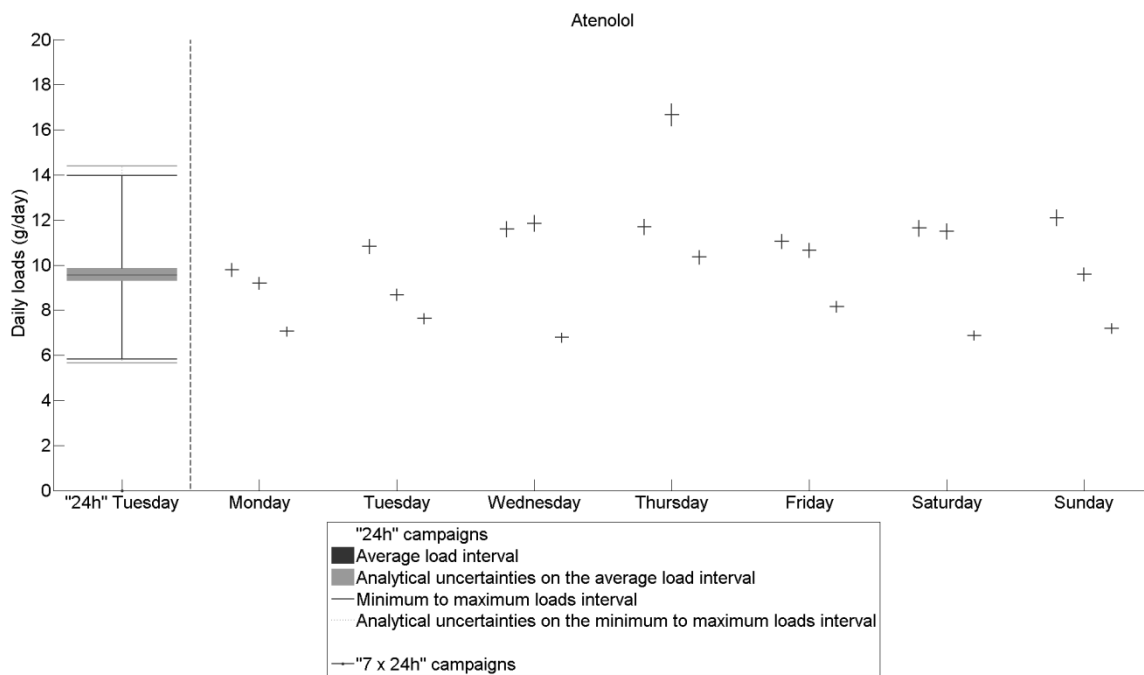 Atenolol
20
18
16
14
12
10
8
6
4
2
0
Daily loads (g/day)
"24h" Tuesday
Monday
Tuesday
Wednesday
Thursday
Friday
Saturday
Sunday
"24h" campaigns
Average load interval
Analytical uncertainties on the average load interval
Minimum to maximum loads interval
Analytical uncertainties on the minimum to maximum loads interval
"7 x 24h" campaigns